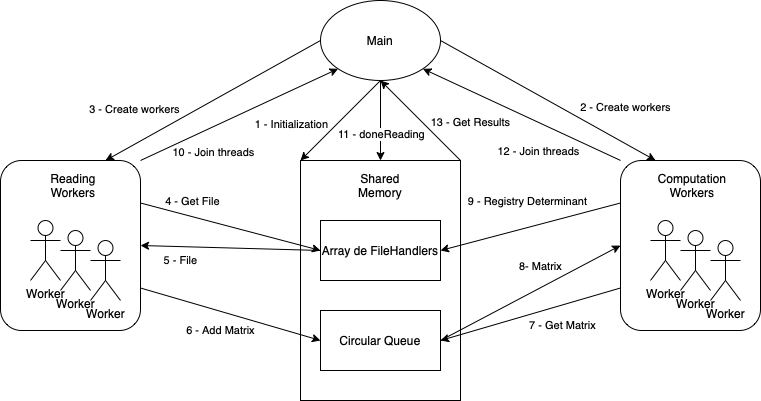 Main
3 - Create workers
2 - Create workers
1 - Initialization
13 - Get Results
11 - doneReading
10 - Join threads
12 - Join threads
Reading
Workers
Shared
Memory
Computation
Workers
4 - Get File
9 - Registry Determinant
Array de FileHandlers
5 - File
8- Matrix
Worker
Worker
Worker
Worker
Worker
Worker
6 - Add Matrix
7 - Get Matrix
Circular Queue